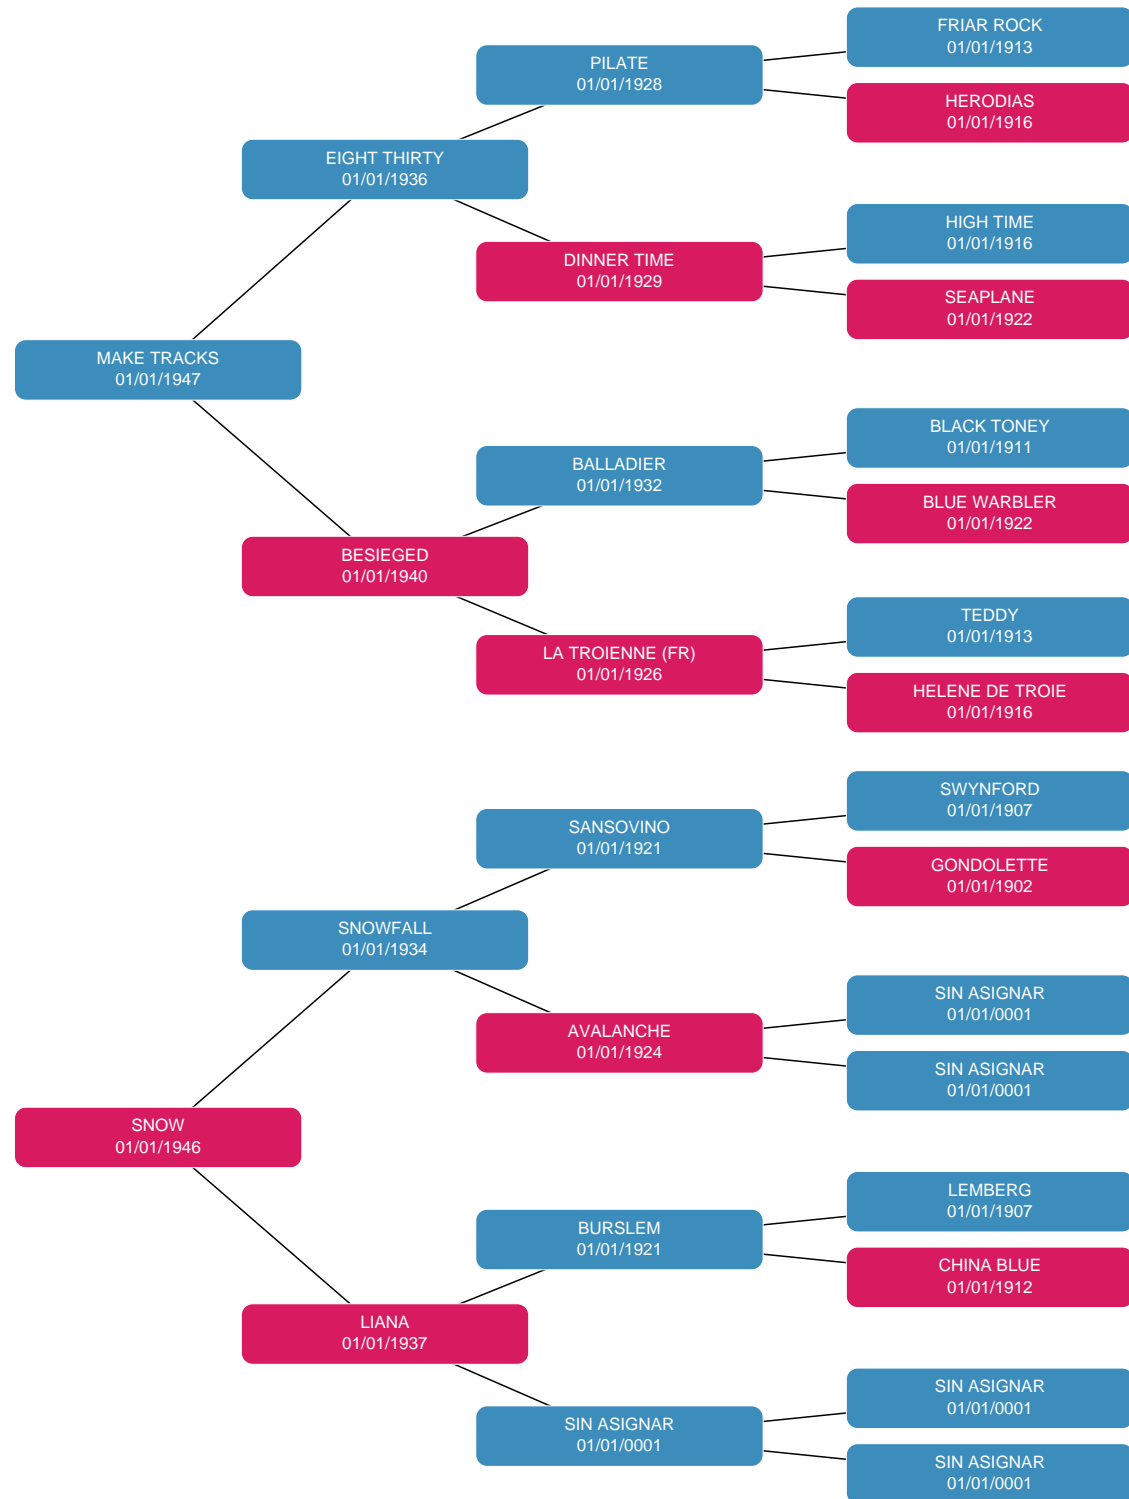 FRIAR ROCK
01/01/1913
PILATE
01/01/1928
HERODIAS
01/01/1916
EIGHT THIRTY
01/01/1936
HIGH TIME
01/01/1916
DINNER TIME
01/01/1929
SEAPLANE
01/01/1922
MAKE TRACKS
01/01/1947
BLACK TONEY
01/01/1911
BALLADIER
01/01/1932
BLUE WARBLER
01/01/1922
BESIEGED
01/01/1940
TEDDY
01/01/1913
LA TROIENNE (FR)
01/01/1926
HELENE DE TROIE
01/01/1916
SWYNFORD
01/01/1907
SANSOVINO
01/01/1921
GONDOLETTE
01/01/1902
SNOWFALL
01/01/1934
SIN ASIGNAR
01/01/0001
AVALANCHE
01/01/1924
SIN ASIGNAR
01/01/0001
SNOW
01/01/1946
LEMBERG
01/01/1907
BURSLEM
01/01/1921
CHINA BLUE
01/01/1912
LIANA
01/01/1937
SIN ASIGNAR
01/01/0001
SIN ASIGNAR
01/01/0001
SIN ASIGNAR
01/01/0001